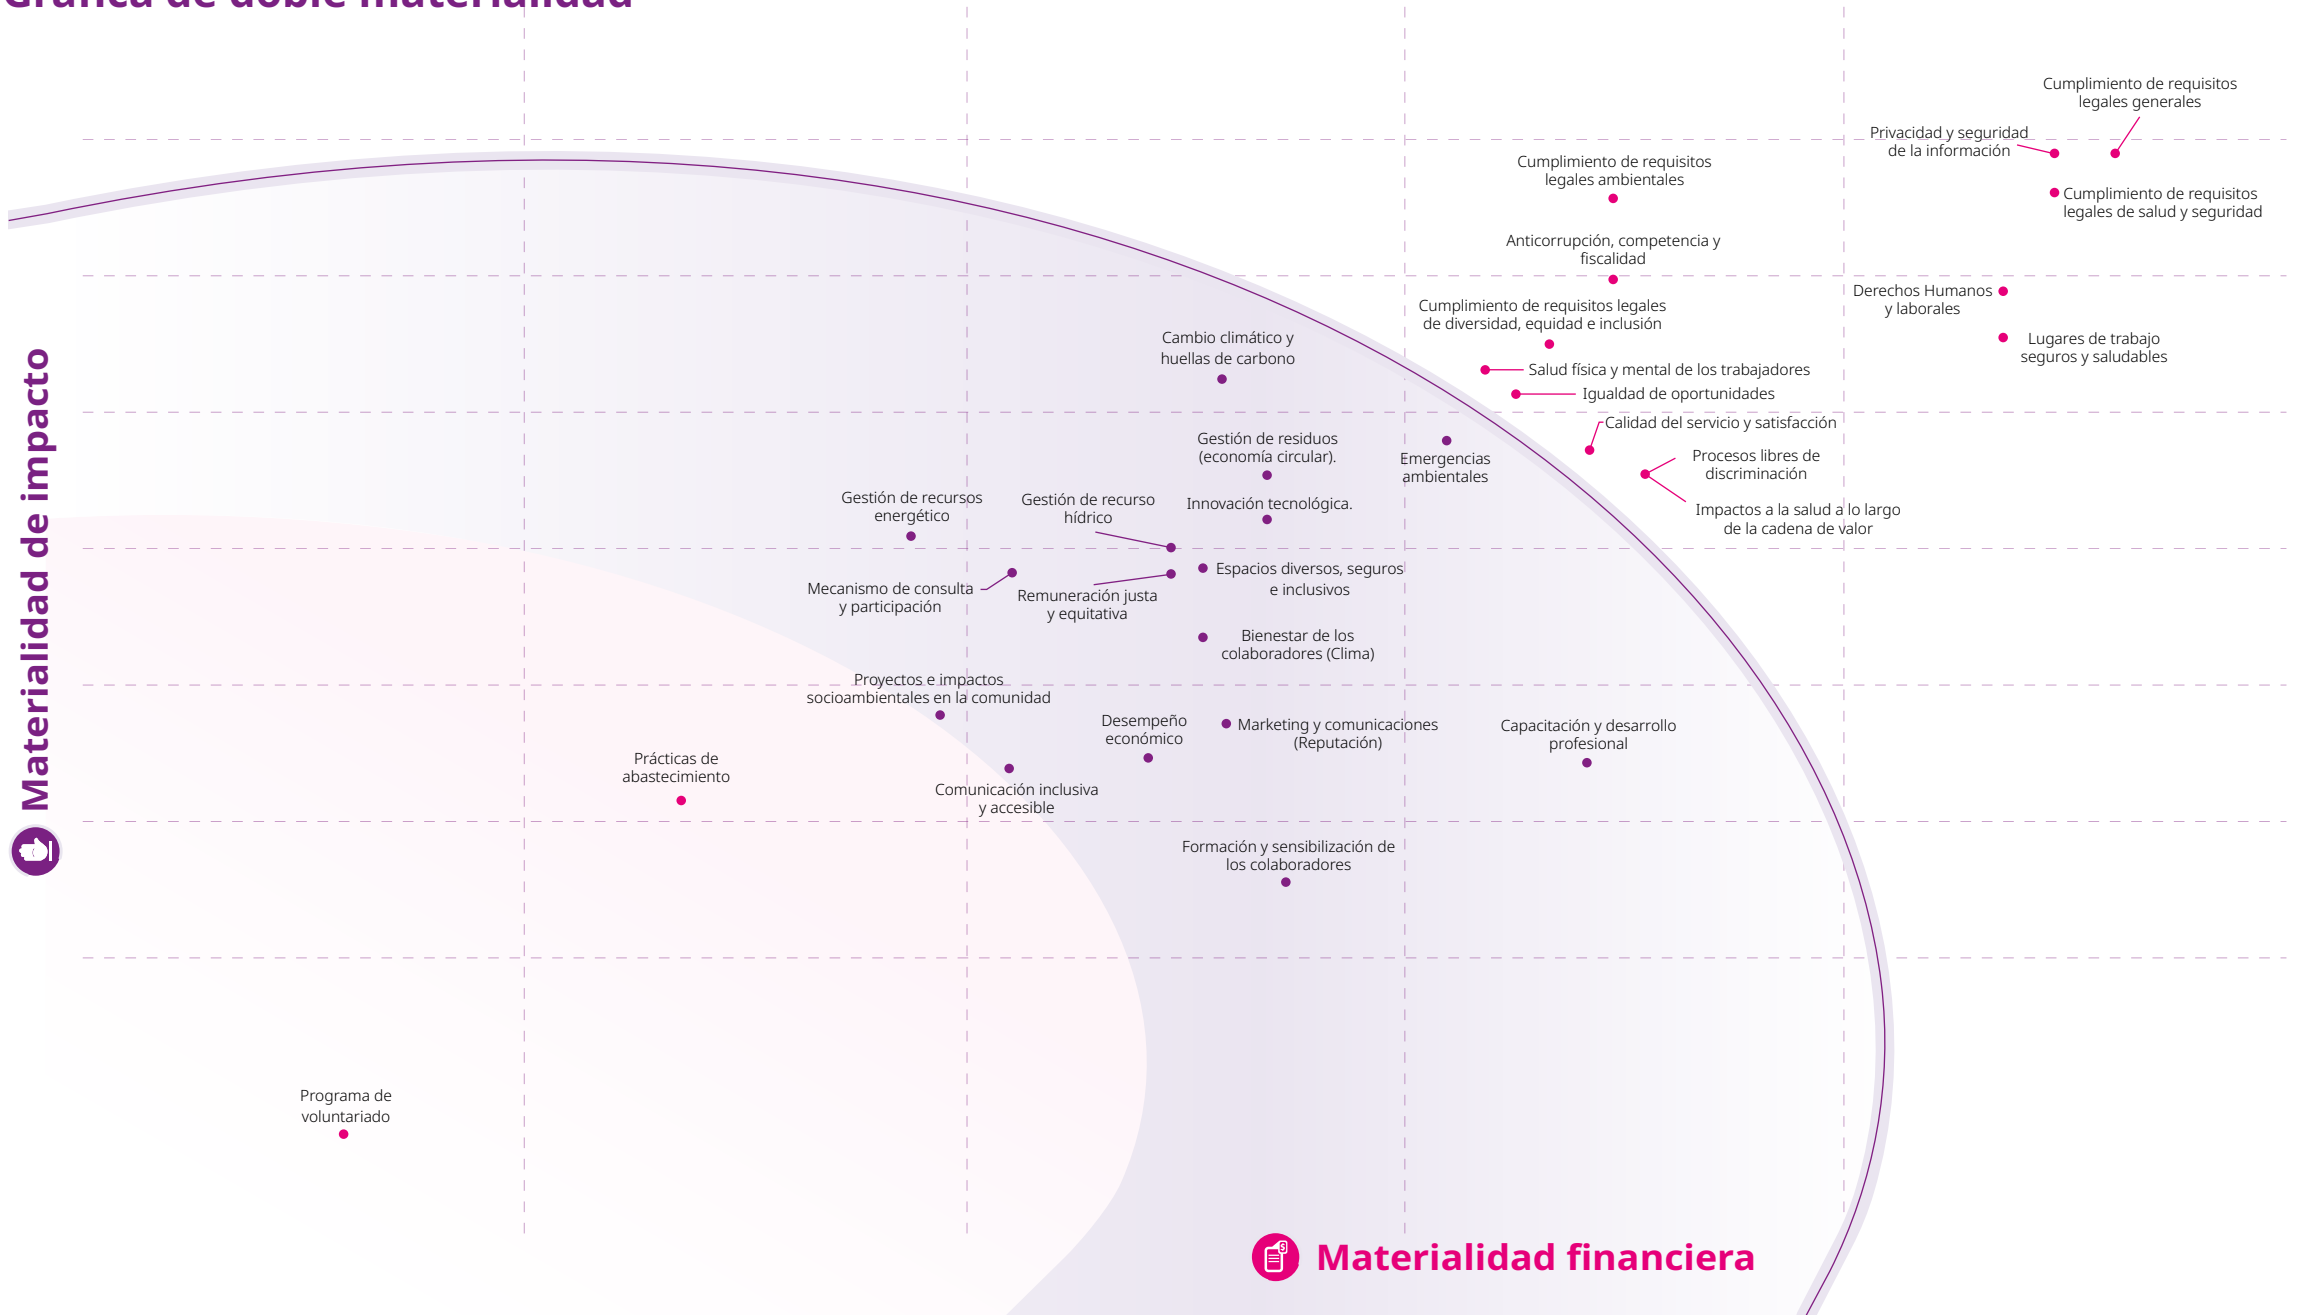 Gráfica de doble materialidad
Cumplimiento de requisitos
legales generales
Privacidad y seguridad
de la información
Cumplimiento de requisitos
legales ambientales
Cumplimiento de requisitos
legales de salud y seguridad
Anticorrupción, competencia y
fiscalidad
Derechos Humanos
y laborales
Cumplimiento de requisitos legales
de diversidad, equidad e inclusión
Lugares de trabajo
seguros y saludables
Cambio climático y
huellas de carbono
Salud física y mental de los trabajadores
Igualdad de oportunidades
Calidad del servicio y satisfacción
Gestión de residuos
(economía circular).
Emergencias
ambientales
Procesos libres de
discriminación
Gestión de recursos
energético
Gestión de recurso
hídrico
Innovación tecnológica.
Impactos a la salud a lo largo
de la cadena de valor
Espacios diversos, seguros
e inclusivos
Mecanismo de consulta
y participación
Remuneración justa
y equitativa
Bienestar de los
colaboradores (Clima)
Materialidad de impacto
Proyectos e impactos
socioambientales en la comunidad
Desempeño
económico
Marketing y comunicaciones
(Reputación)
Capacitación y desarrollo
profesional
Prácticas de
abastecimiento
Comunicación inclusiva
y accesible
Formación y sensibilización de
los colaboradores
Programa de
voluntariado
$
Materialidad financiera